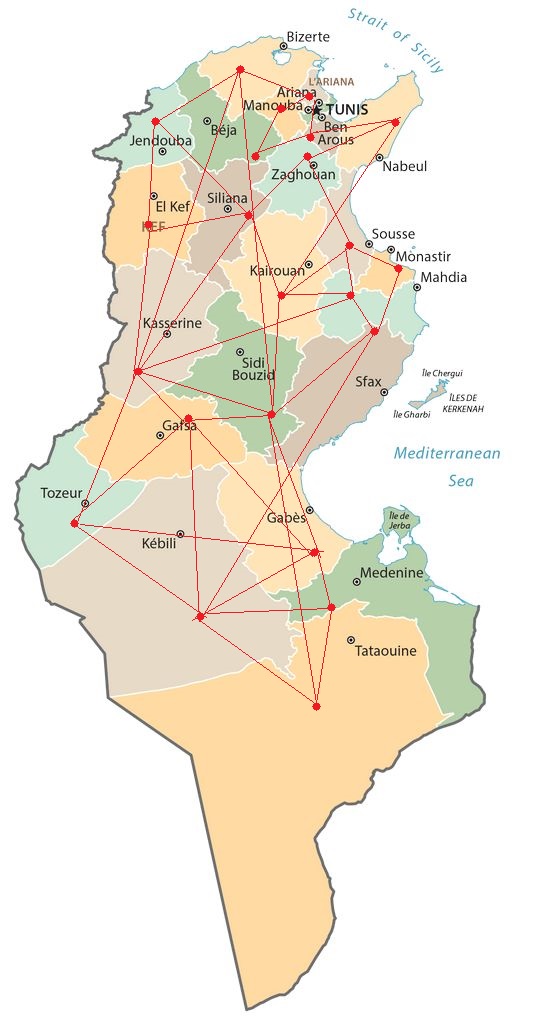 Strait of Sicily
Bizerte
L'ARIANA
Ariana
Manouba
TUNIS
Béja
Ben
Arous
Jendouba
Nabeul
Zaghouan
Siliana
El Kef
KEF
Sousse
Monastir
Kairouan
Mahdia
Kasserine
Sidi
Bouzid
Île Chergui
Sfax
ÎLES DE
KERKENAH
Île Gharbi
Gafsa
Mediterranean
Sea
Tozeur
Gabès
Île de
Jerba
Kébili
Medenine
Tataouine